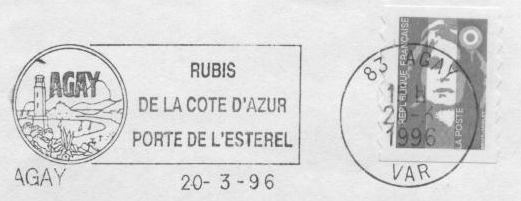 AGAY
RUBIS
DE LA COTE D'AZUR
PORTE DE L'ESTEREL
AGAY
20- 3 -96
83 AGAY
1996
VAR
REPUBLIQUE FRANÇAISE
LA POSTE